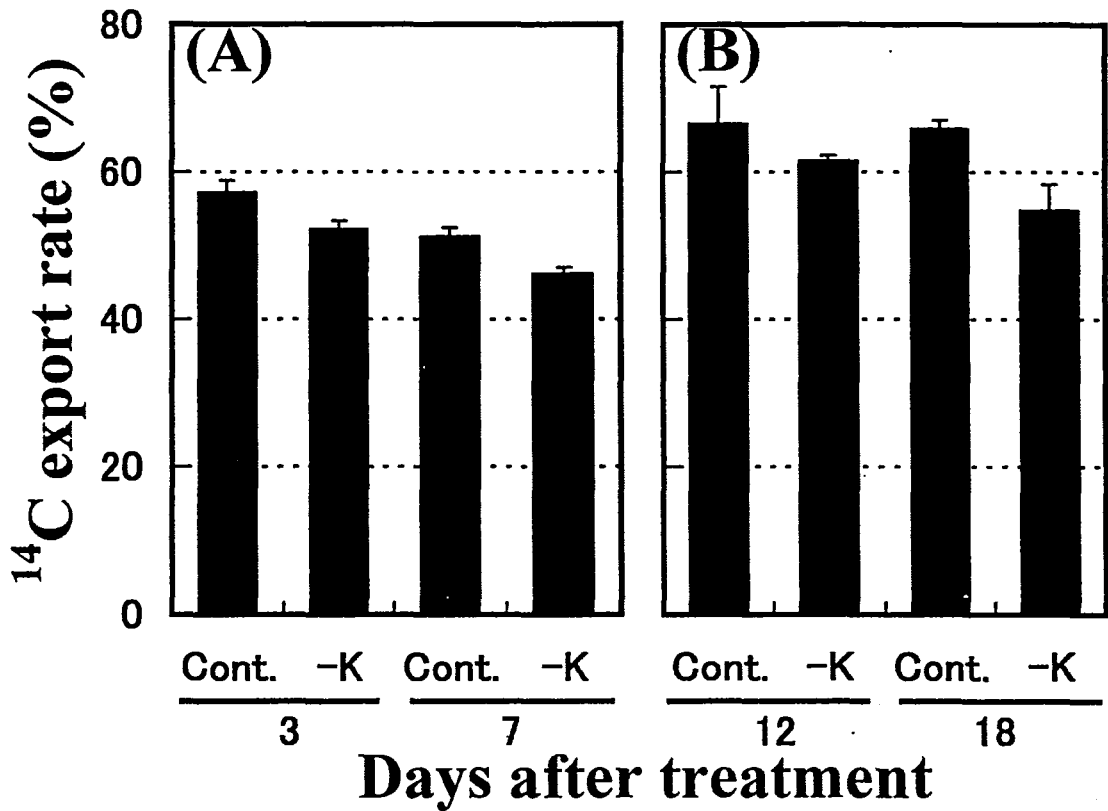 (A) (B)
80
60
40
20
0
¹⁴C export rate (%)
Cont. −K Cont. −K Cont. −K Cont. −K
3 7 12 18
Days after treatment